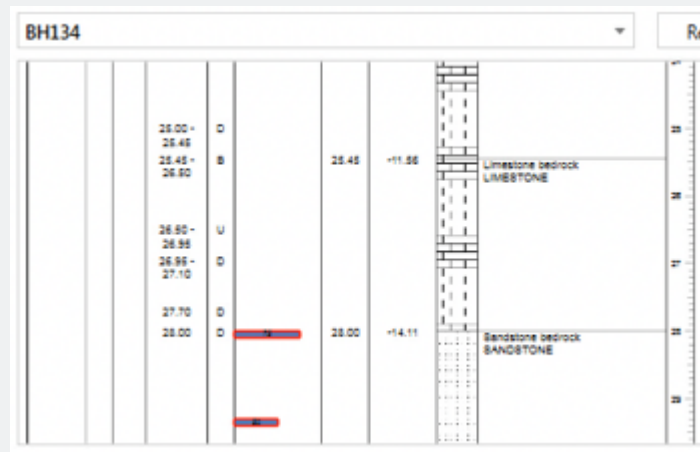 BH134
25.00 - D
25.45
25.45 - B 25.45 -11.56 Limestone bedrock
26.50 LIMESTONE
26.50 - U
26.95
26.95 - D
27.10
27
27.70 D
28.00 D 28.00 -14.11 Sandstone bedrock
SANDSTONE